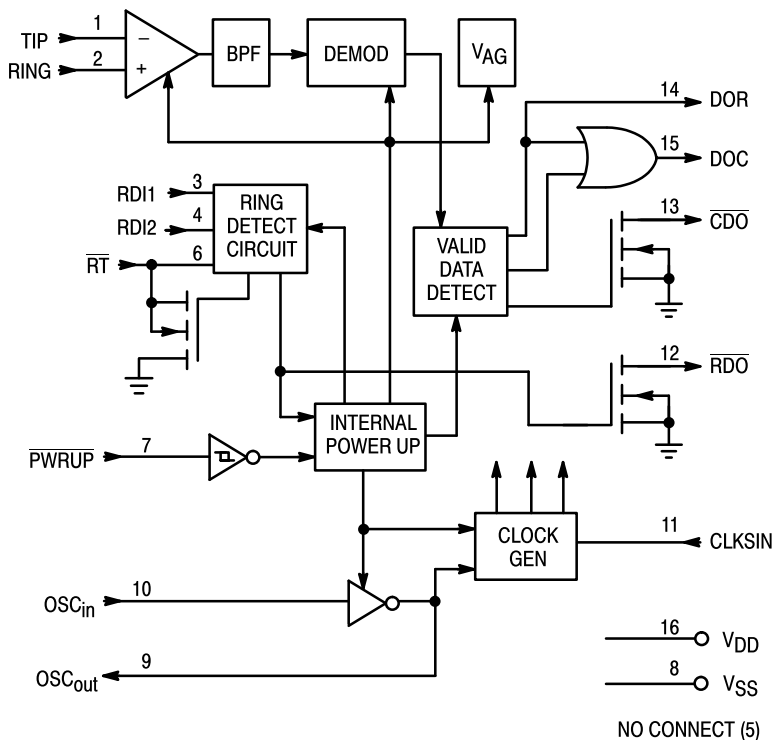 TIP 1 − BPF DEMOD VAG
RING 2 +
14 DOR
15 DOC
RDI1 3 RING DETECT CIRCUIT
RDI2 4
RT 6
VALID DATA DETECT
13 CDO
12 RDO
INTERNAL POWER UP
PWRUP 7
CLOCK GEN
11 CLKSIN
OSCin 10
OSCout 9
16 VDD
8 VSS
NO CONNECT (5)